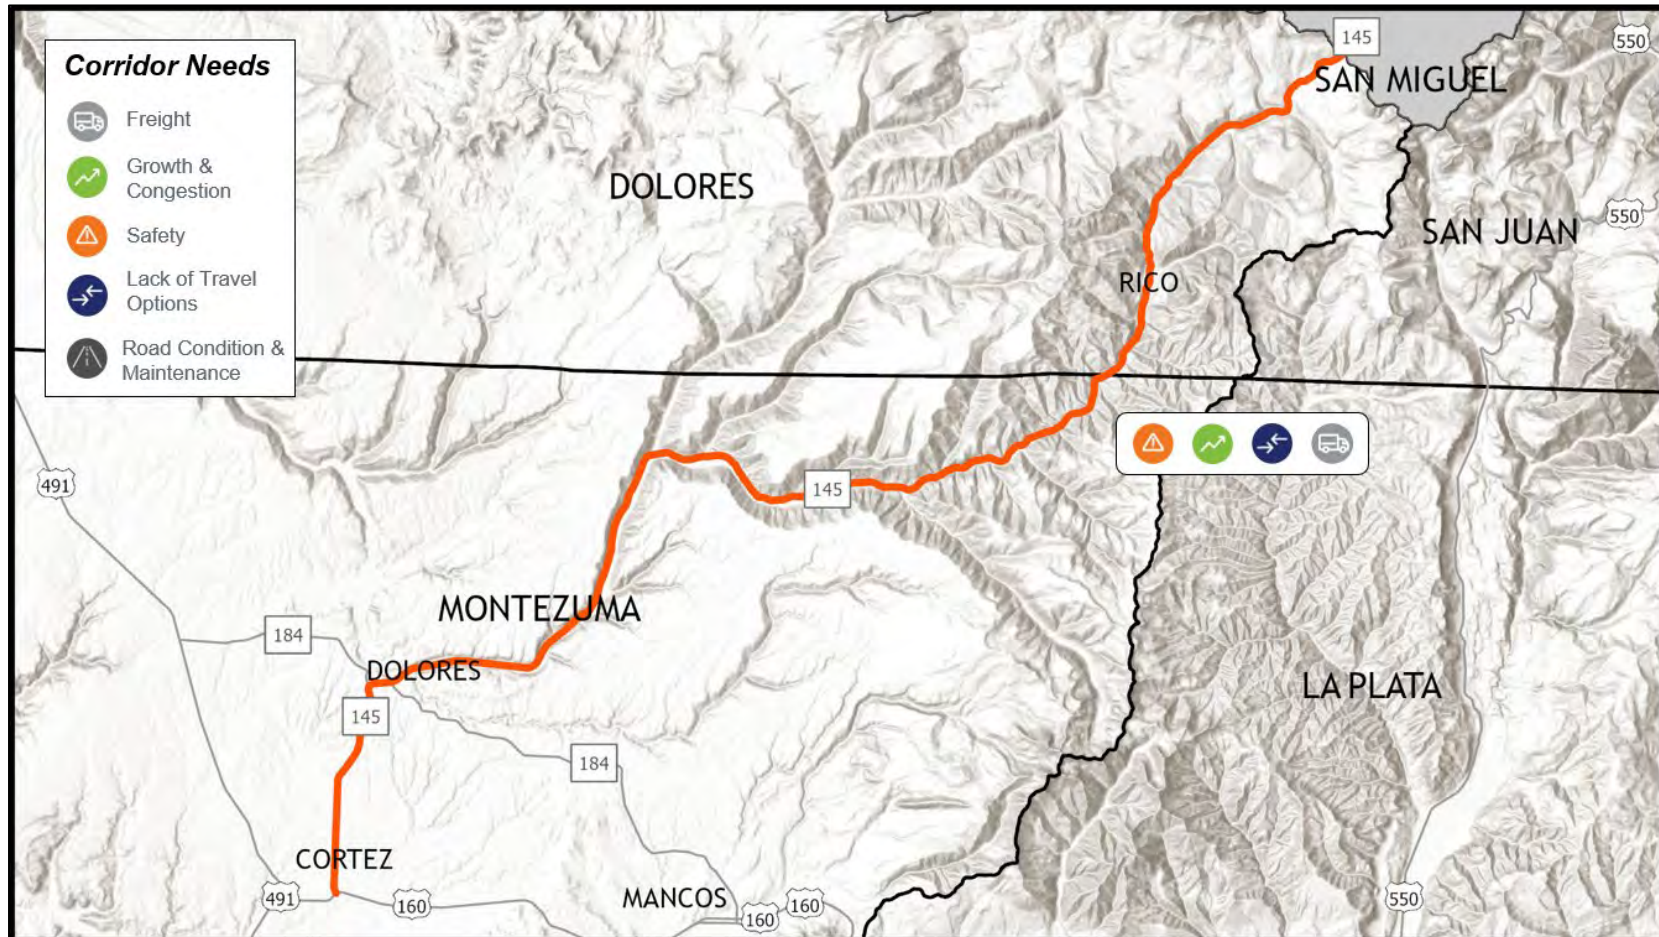 Corridor Needs
Freight
Growth &
Congestion
Safety
Lack of Travel
Options
Road Condition &
Maintenance
145
550
SAN MIGUEL
DOLORES
550
SAN JUAN
RICO
491
145
MONTEZUMA
184
DOLORES
LA PLATA
145
184
CORTEZ
491
160
MANCOS
160
160
550